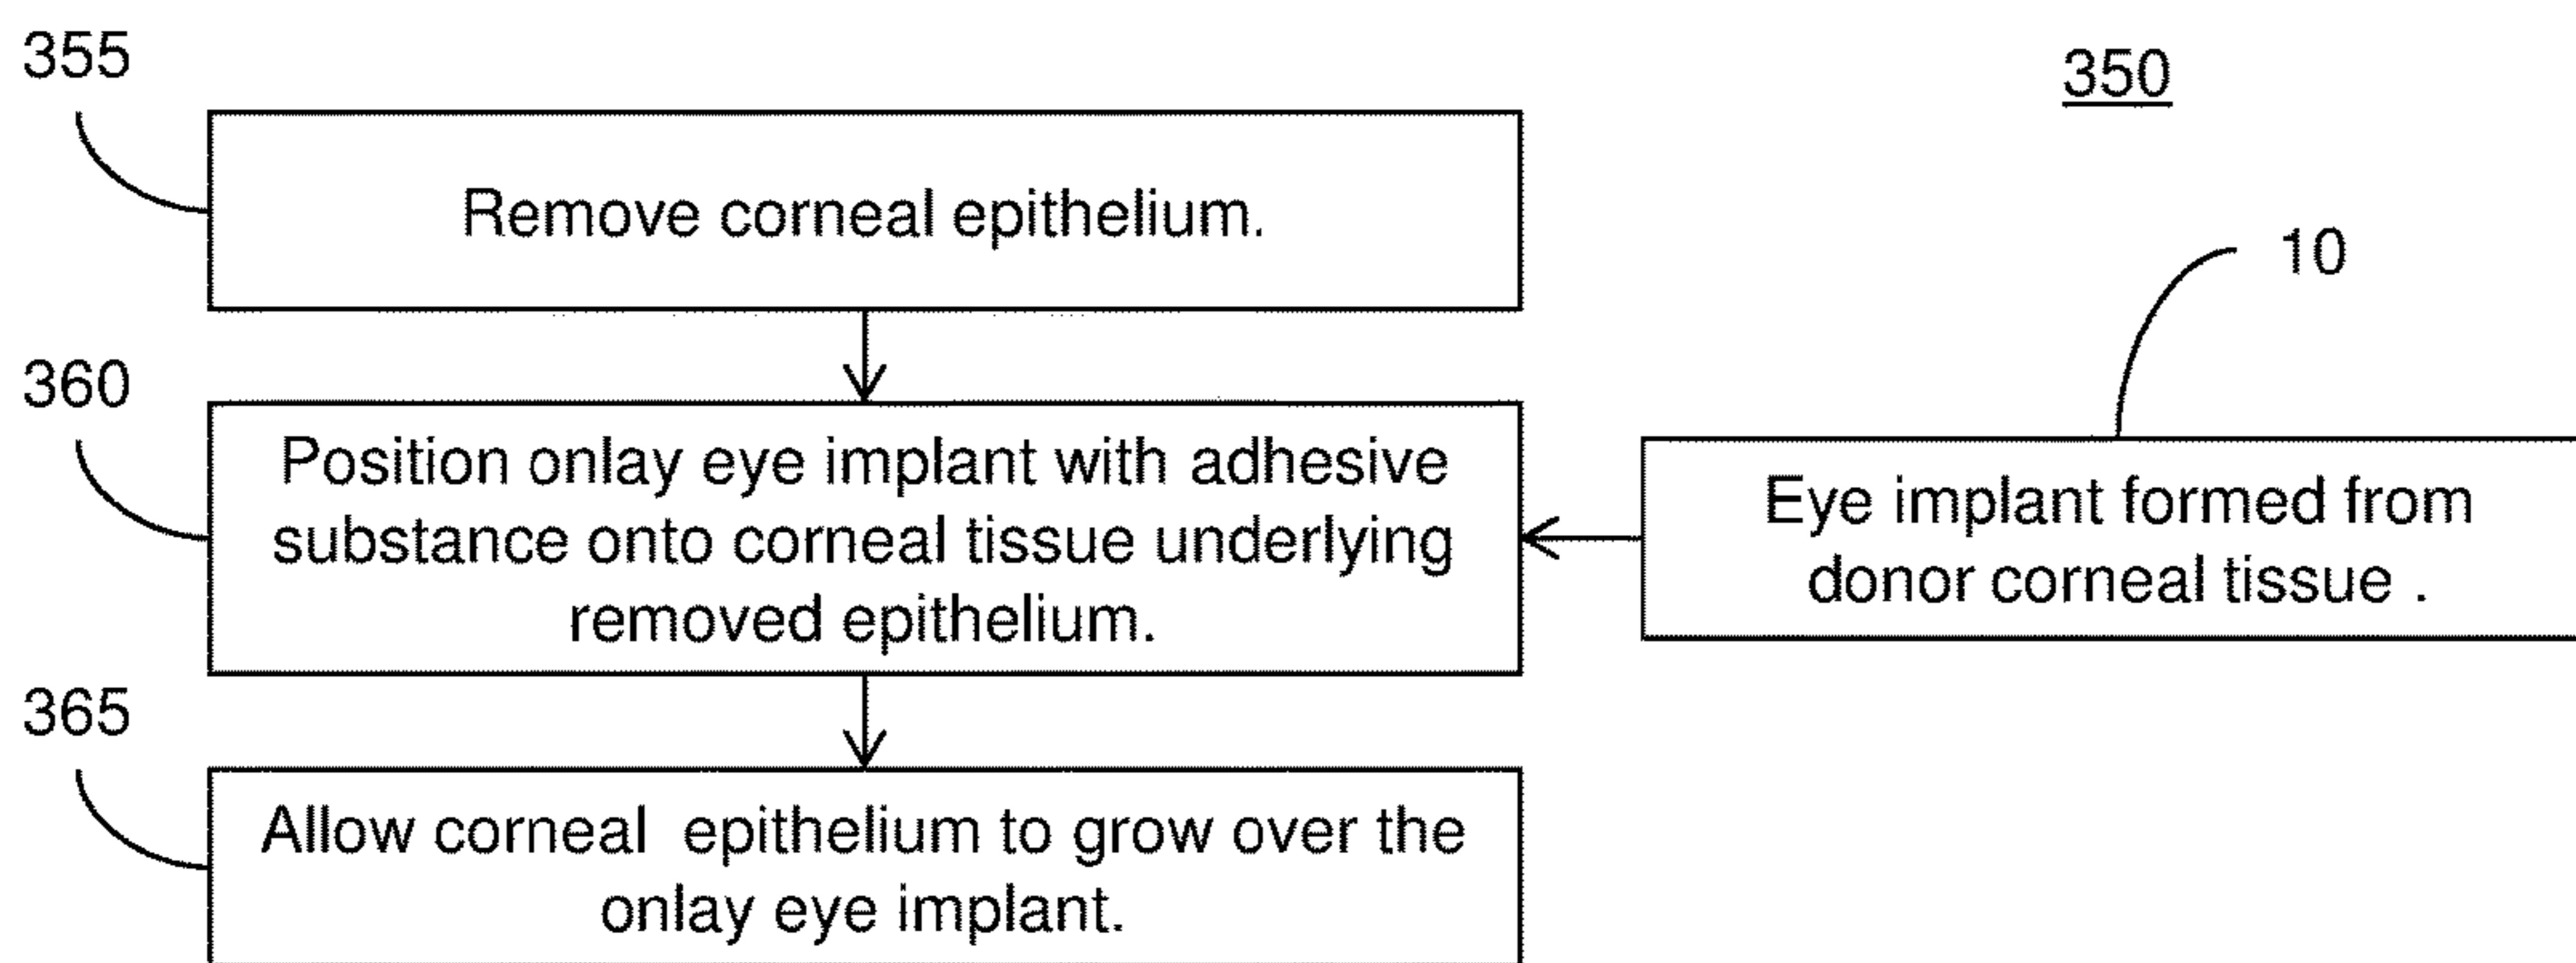 355
350
Remove corneal epithelium.
10
360
Position onlay eye implant with adhesive
substance onto corneal tissue underlying
removed epithelium.
Eye implant formed from
donor corneal tissue .
365
Allow corneal  epithelium to grow over the
onlay eye implant.